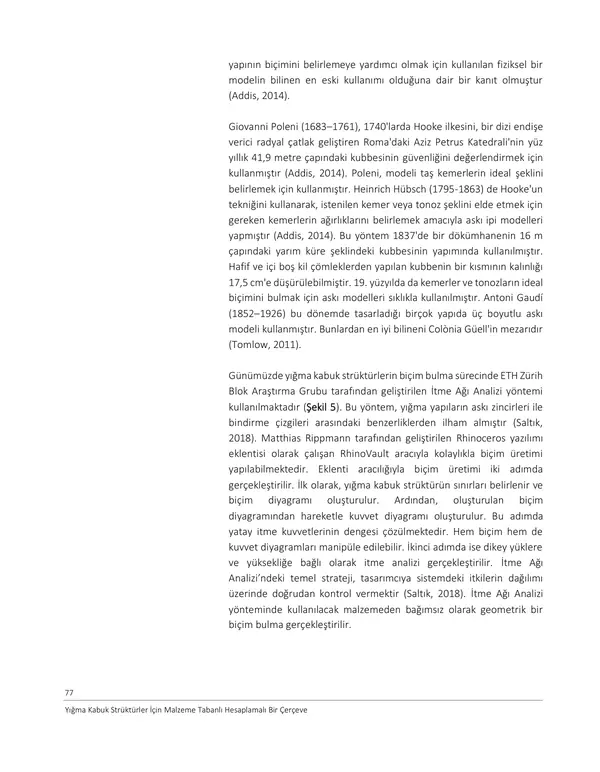 yapının biçimini belirlemeye yardımcı olmak için kullanılan fiziksel bir
modelin bilinen en eski kullanımı olduğuna dair bir kanıt olmuştur
(Addis, 2014).
Giovanni Poleni (1683–1761), 1740'larda Hooke ilkesini, bir dizi endişe
verici radyal çatlak geliştiren Roma'daki Aziz Petrus Katedrali'nin yüz
yıllık 41,9 metre çapındaki kubbesinin güvenliğini değerlendirmek için
kullanmıştır (Addis, 2014). Poleni, modeli taş kemerlerin ideal şeklini
belirlemek için kullanmıştır. Heinrich Hübsch (1795-1863) de Hooke'un
tekniğini kullanarak, istenilen kemer veya tonoz şeklini elde etmek için
gereken kemerlerin ağırlıklarını belirlemek amacıyla askı ipi modelleri
yapmıştır (Addis, 2014). Bu yöntem 1837'de bir dökümhanenin 16 m
çapındaki yarım küre şeklindeki kubbesinin yapımında kullanılmıştır.
Hafif ve içi boş kil çömleklerden yapılan kubbenin bir kısmının kalınlığı
17,5 cm'e düşürülebilmiştir. 19. yüzyılda da kemerler ve tonozların ideal
biçimini bulmak için askı modelleri sıklıkla kullanılmıştır. Antoni Gaudí
(1852–1926) bu dönemde tasarladığı birçok yapıda üç boyutlu askı
modeli kullanmıştır. Bunlardan en iyi bilineni Colònia Güell'in mezarıdır
(Tomlow, 2011).
Günümüzde yığma kabuk strüktürlerin biçim bulma sürecinde ETH Zürih
Blok Araştırma Grubu tarafından geliştirilen İtme Ağı Analizi yöntemi
kullanılmaktadır (Şekil 5). Bu yöntem, yığma yapıların askı zincirleri ile
bindirme çizgileri arasındaki benzerliklerden ilham almıştır (Saltık,
2018). Matthias Rippmann tarafından geliştirilen Rhinoceros yazılımı
eklentisi olarak çalışan RhinoVault aracıyla kolaylıkla biçim üretimi
yapılabilmektedir. Eklenti aracılığıyla biçim üretimi iki adımda
gerçekleştirilir. İlk olarak, yığma kabuk strüktürün sınırları belirlenir ve
biçim diyagramı oluşturulur. Ardından, oluşturulan biçim
diyagramından hareketle kuvvet diyagramı oluşturulur. Bu adımda
yatay itme kuvvetlerinin dengesi çözülmektedir. Hem biçim hem de
kuvvet diyagramları manipüle edilebilir. İkinci adımda ise dikey yüklere
ve yüksekliğe bağlı olarak itme analizi gerçekleştirilir. İtme Ağı
Analizi’ndeki temel strateji, tasarımcıya sistemdeki itkilerin dağılımı
üzerinde doğrudan kontrol vermektir (Saltık, 2018). İtme Ağı Analizi
yönteminde kullanılacak malzemeden bağımsız olarak geometrik bir
biçim bulma gerçekleştirilir.
77
Yığma Kabuk Strüktürler İçin Malzeme Tabanlı Hesaplamalı Bir Çerçeve